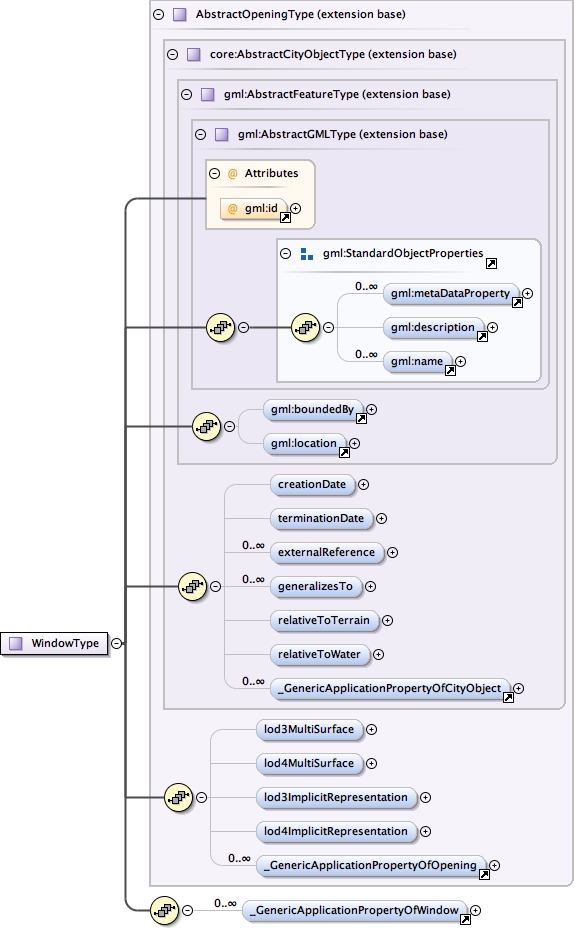 AbstractOpeningType (extension base)
core:AbstractCityObjectType (extension base)
gml:AbstractFeatureType (extension base)
gml:AbstractGMLType (extension base)
@ Attributes
@ gml:id
gml:StandardObjectProperties
0..∞
gml:metaDataProperty
gml:description
0..∞
gml:name
gml:boundedBy
gml:location
creationDate
terminationDate
0..∞
externalReference
0..∞
generalizesTo
relativeToTerrain
WindowType
relativeToWater
0..∞
_GenericApplicationPropertyOfCityObject
lod3MultiSurface
lod4MultiSurface
lod3ImplicitRepresentation
lod4ImplicitRepresentation
0..∞
_GenericApplicationPropertyOfOpening
0..∞
_GenericApplicationPropertyOfWindow